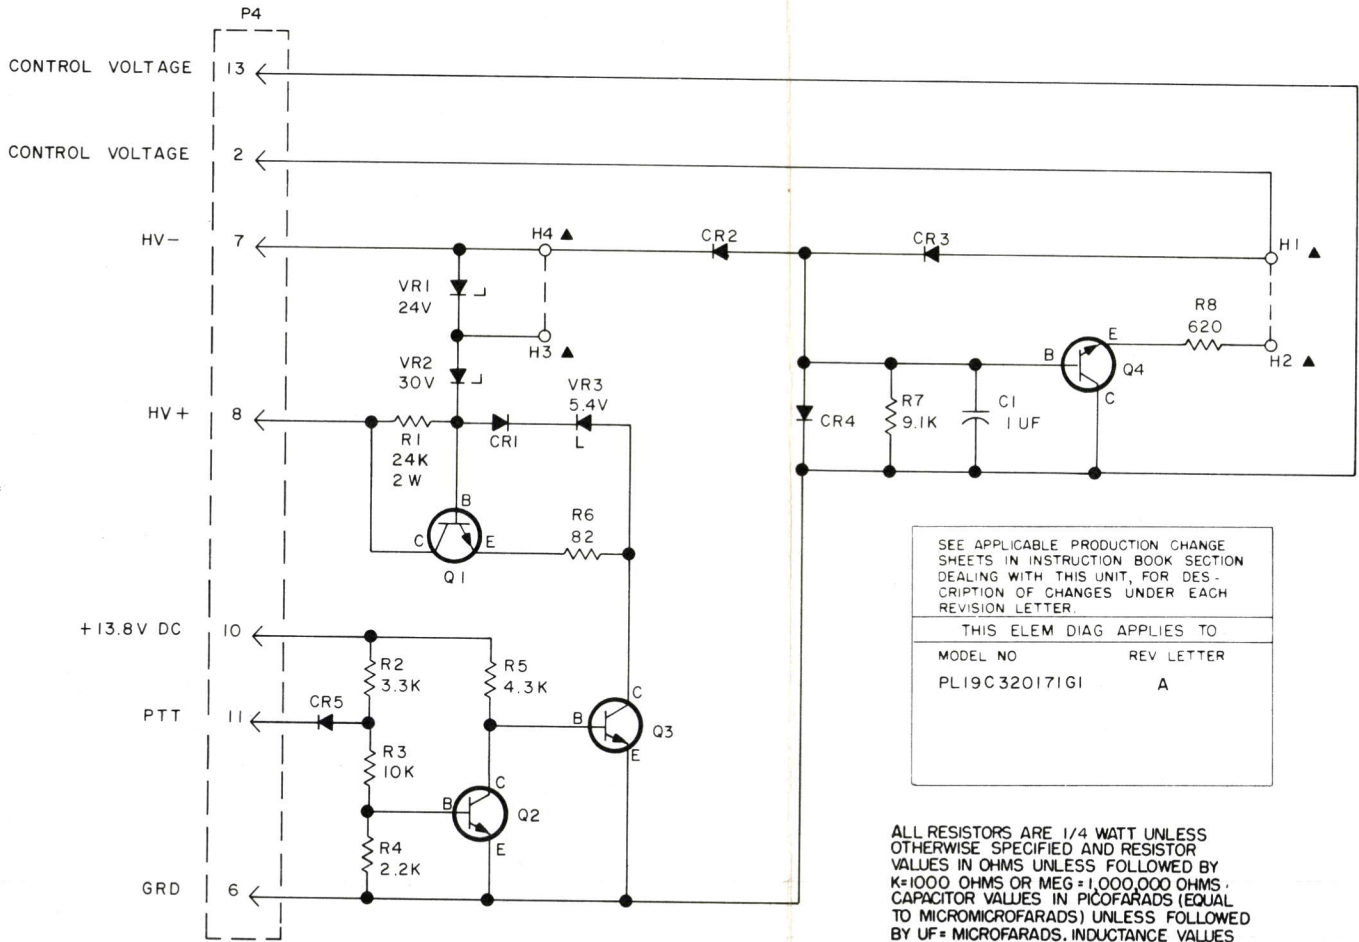 P4
CONTROL VOLTAGE 13
CONTROL VOLTAGE 2
HV- 7
H4 ▲
CR2
CR3
H1 ▲
VR1
24V
H3 ▲
R8
620
H2 ▲
B E Q4 C
VR2
30V
VR3
5.4V
HV+ 8
R1
24K
2W
CR1
L
CR4
R7
9.1K
C1
1UF
B
C E
Q1
R6
82
SEE APPLICABLE PRODUCTION CHANGE
SHEETS IN INSTRUCTION BOOK SECTION
DEALING WITH THIS UNIT, FOR DES-
CRIPTION OF CHANGES UNDER EACH
REVISION LETTER.
THIS ELEM DIAG APPLIES TO
MODEL NO REV LETTER
PL19C320171G1 A
+13.8V DC 10
R2
3.3K
R5
4.3K
PTT 11
CR5
B C Q3 E
R3
10K
B C Q2 E
R4
2.2K
GRD 6
ALL RESISTORS ARE 1/4 WATT UNLESS
OTHERWISE SPECIFIED AND RESISTOR
VALUES IN OHMS UNLESS FOLLOWED BY
K=1000 OHMS OR MEG=1,000,000 OHMS.
CAPACITOR VALUES IN PICOFARADS (EQUAL
TO MICROMICROFARADS) UNLESS FOLLOWED
BY UF= MICROFARADS. INDUCTANCE VALUES